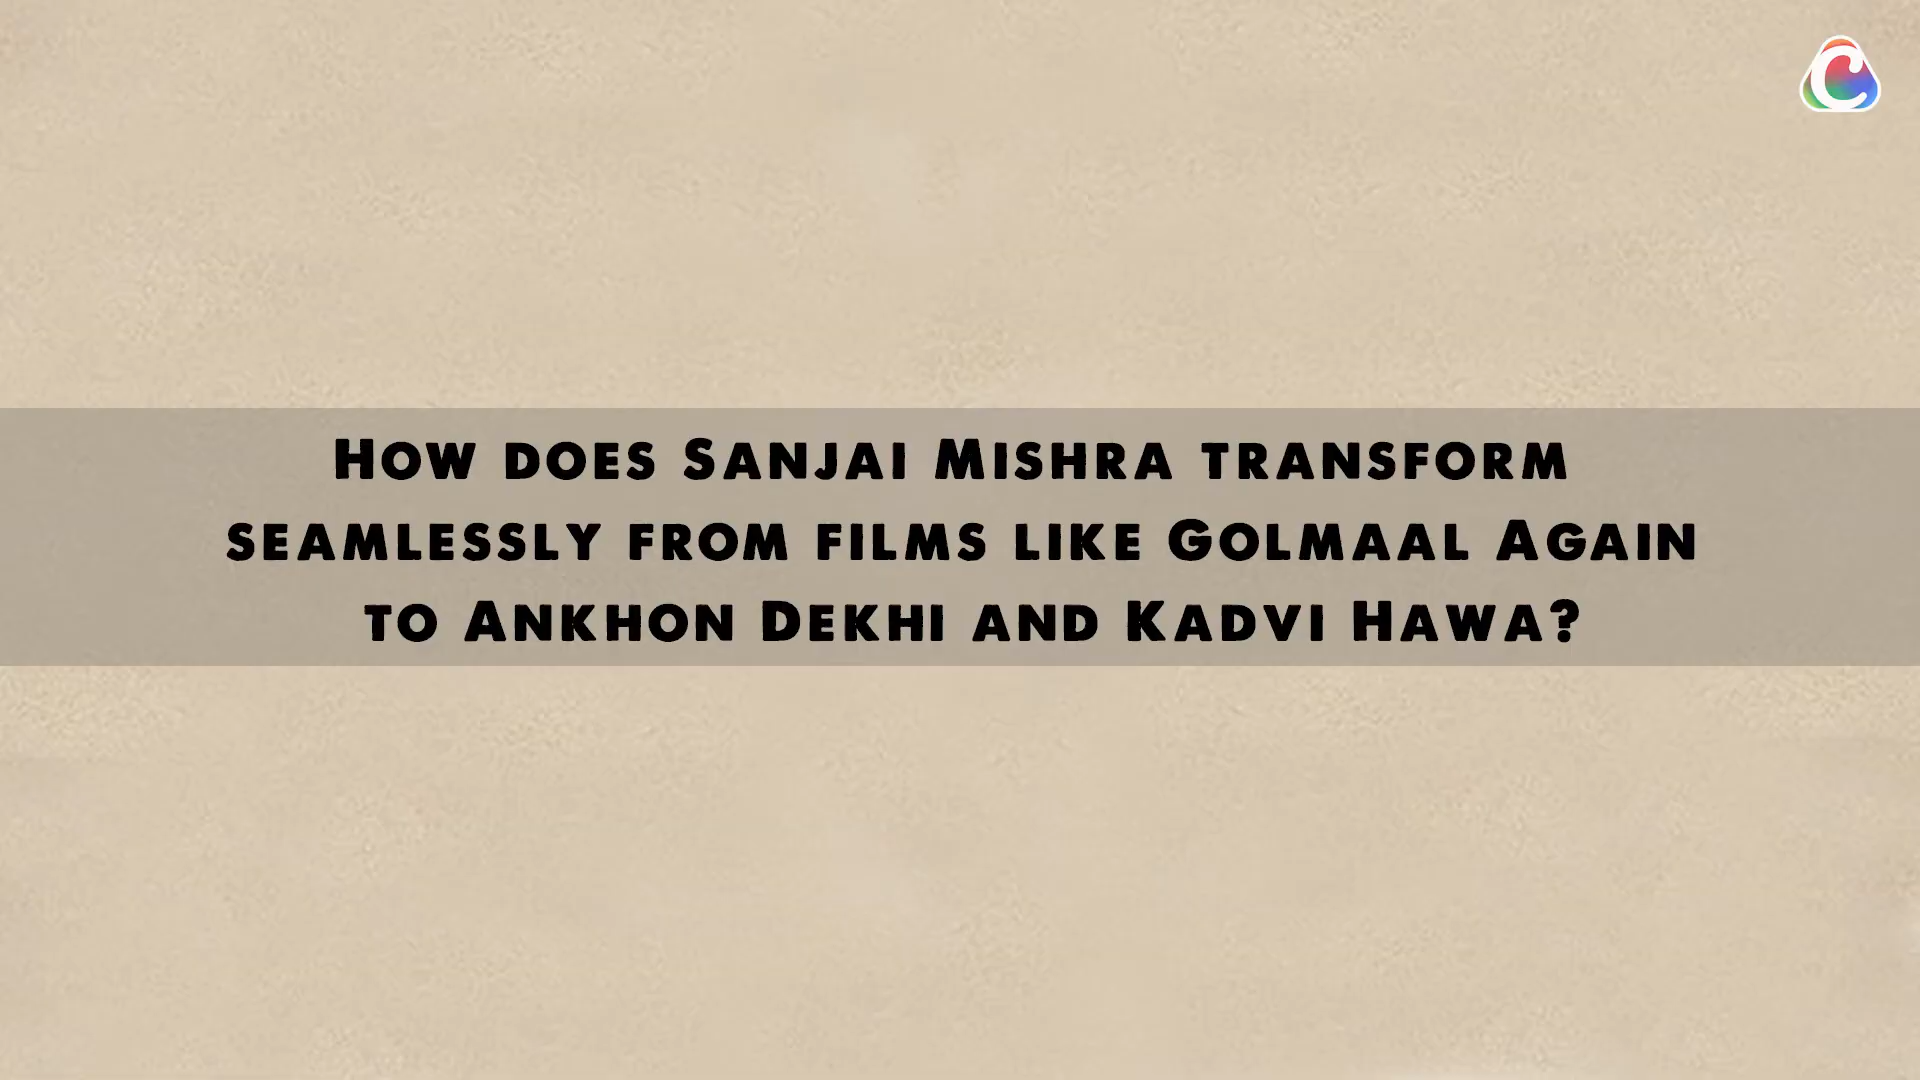 How does Sanjai Mishra transform
seamlessly from films like Golmaal Again
to Ankhon Dekhi and Kadvi Hawa?
C